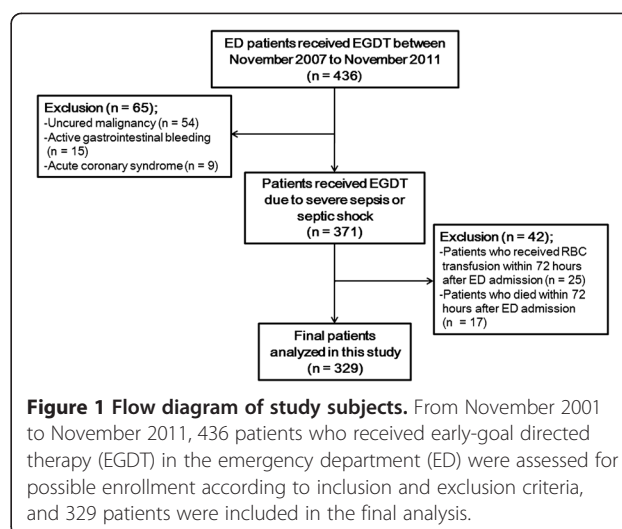 ED patients received EGDT between
November 2007 to November 2011
(n = 436)
Exclusion (n = 65);
-Uncured malignancy (n = 54)
-Active gastrointestinal bleeding
(n = 15)
-Acute coronary syndrome (n = 9)
Patients received EGDT
due to severe sepsis or
septic shock
(n = 371)
Exclusion (n = 42);
-Patients who received RBC
transfusion within 72 hours
after ED admission (n = 25)
-Patients who died within 72
hours after ED admission
(n = 17)
Final patients
analyzed in this study
(n = 329)
Figure 1 Flow diagram of study subjects. From November 2001
to November 2011, 436 patients who received early-goal directed
therapy (EGDT) in the emergency department (ED) were assessed for
possible enrollment according to inclusion and exclusion criteria,
and 329 patients were included in the final analysis.